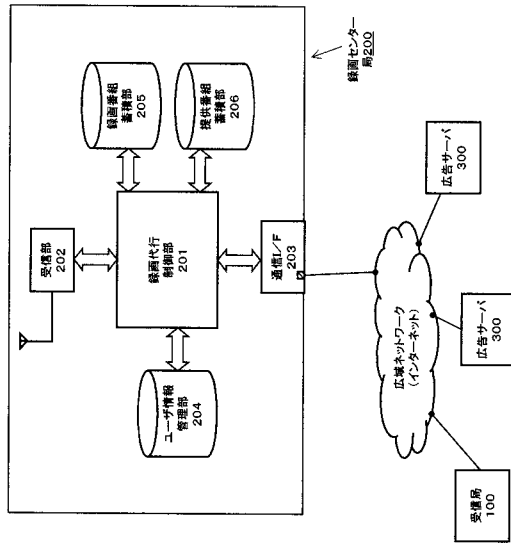 受信部
202
録画番組
蓄積部
205
録画代行
制御部
201
提供番組
蓄積部
206
ユーザ情報
管理部
204
通信I/F
203
録画センター
局200
広域ネットワーク
(インターネット)
受信局
100
広告サーバ
300
広告サーバ
300